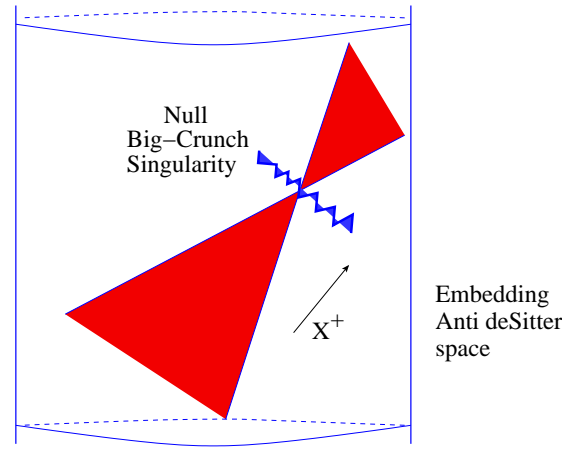 Null
Big−Crunch
Singularity
X+
Embedding
Anti deSitter
space